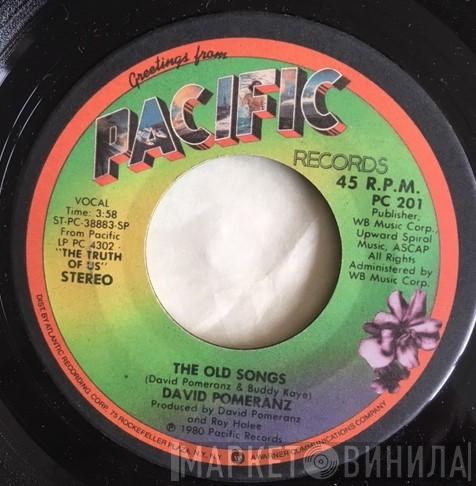 Greetings from
PACIFIC
RECORDS
45 R.P.M.
PC 201
Publisher,
WB Music Corp.,
Upward Spiral
Music, ASCAP
All Rights
Administered by
WB Music Corp.
VOCAL
Time: 3:58
ST-PC-38883-SP
From Pacific
LP PC 4302
"THE TRUTH
OF US"
STEREO
THE OLD SONGS
(David Pomeranz & Buddy Kaye)
DAVID POMERANZ
Produced by David Pomeranz
and Roy Halee
℗ 1980 Pacific Records
DIST. BY ATLANTIC RECORDING CORP. 75 ROCKEFELLER PLAZA, N.Y., N.Y. A WARNER COMMUNICATIONS COMPANY
МАРКЕТОВИНИЛА